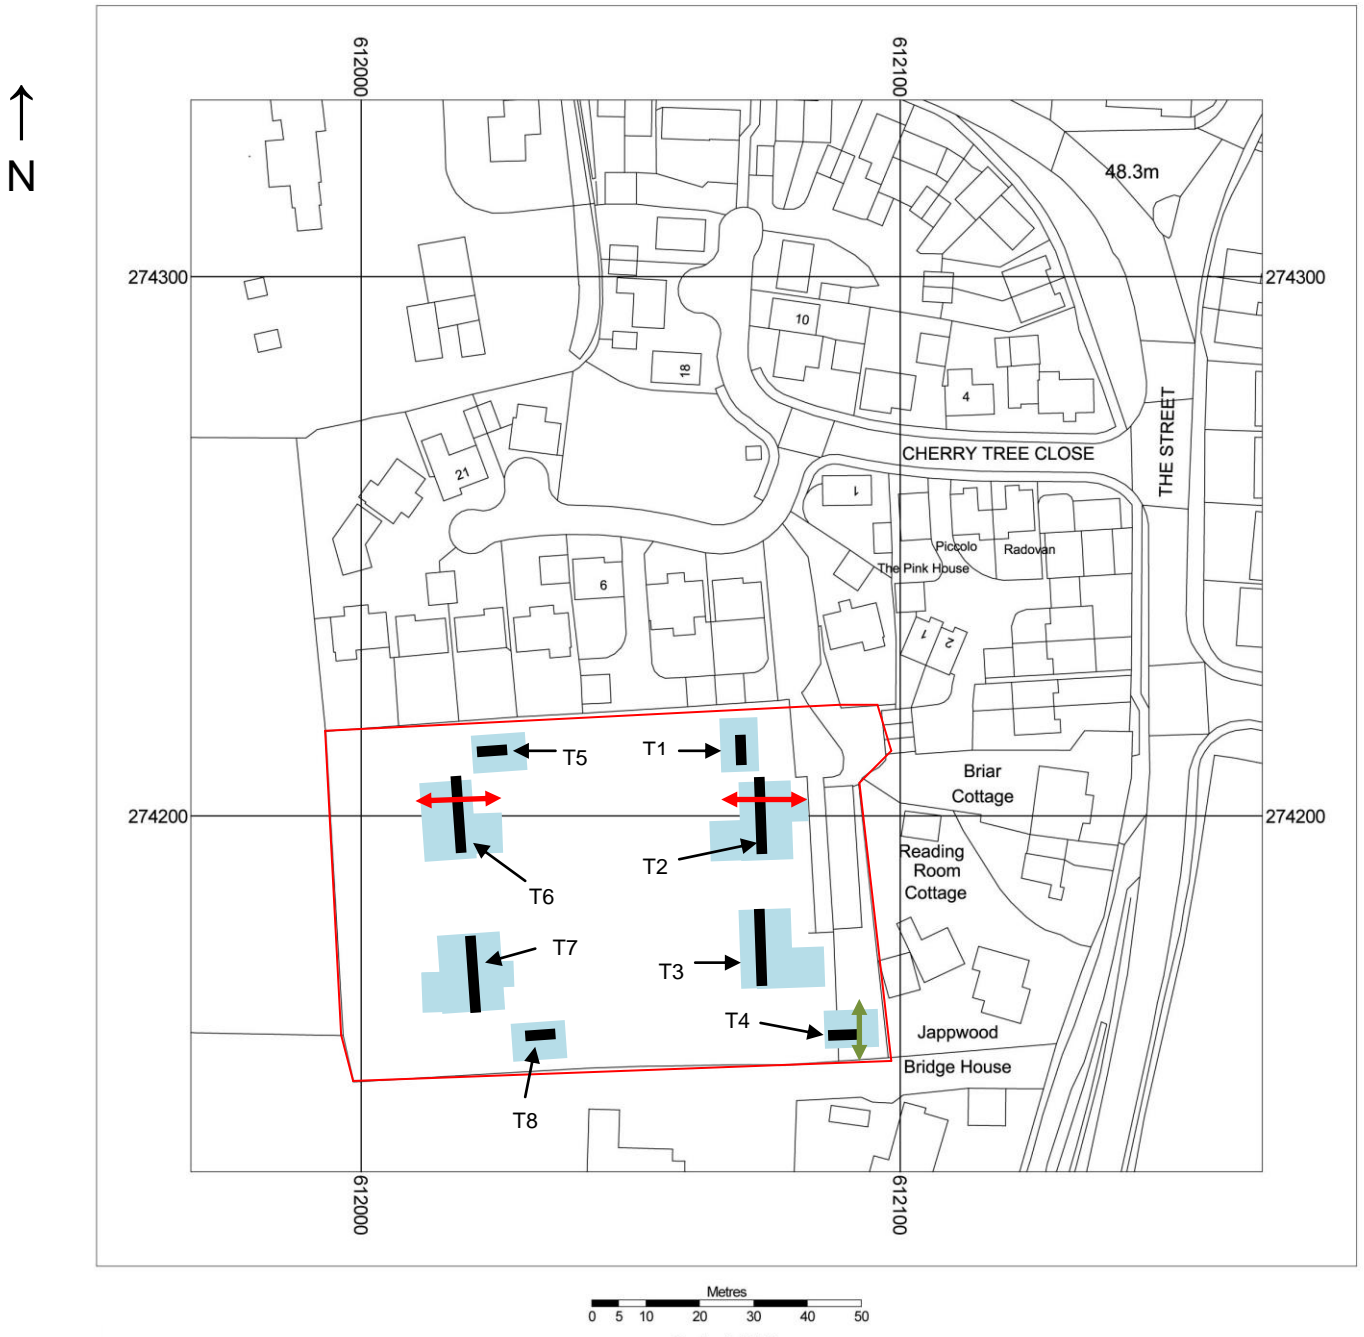 612000
612100
N
48.3m
274300
274300
10
18
4
THE STREET
CHERRY TREE CLOSE
21
1
Piccolo
Radovan
The Pink House
6
1
2
T1
T5
Briar
Cottage
274200
274200
T2
Reading
Room
Cottage
T6
T7
T3
T4
Jappwood
Bridge House
T8
612000
612100
Metres
0 5 10 20 30 40 50